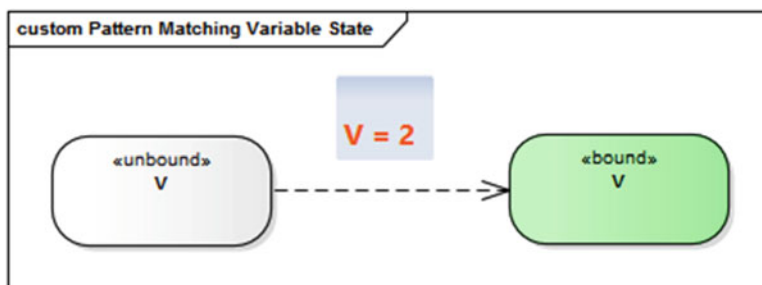 custom Pattern Matching Variable State
V = 2
«unbound»
V
«bound»
V